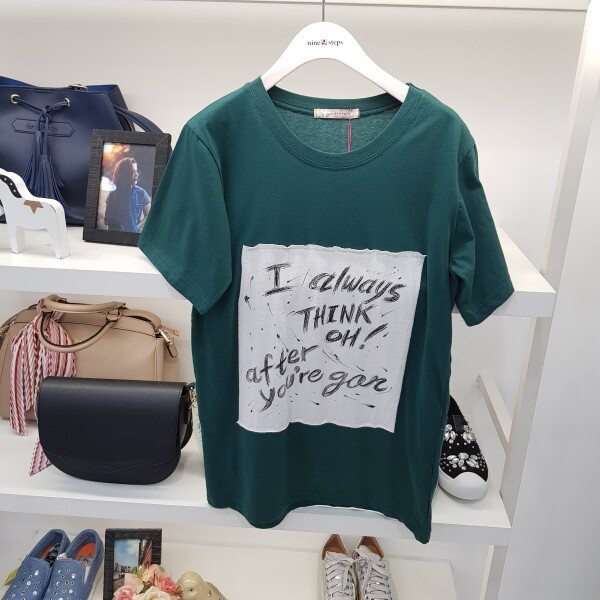 nine steps
I always
THINK
OH!
after
you're gon